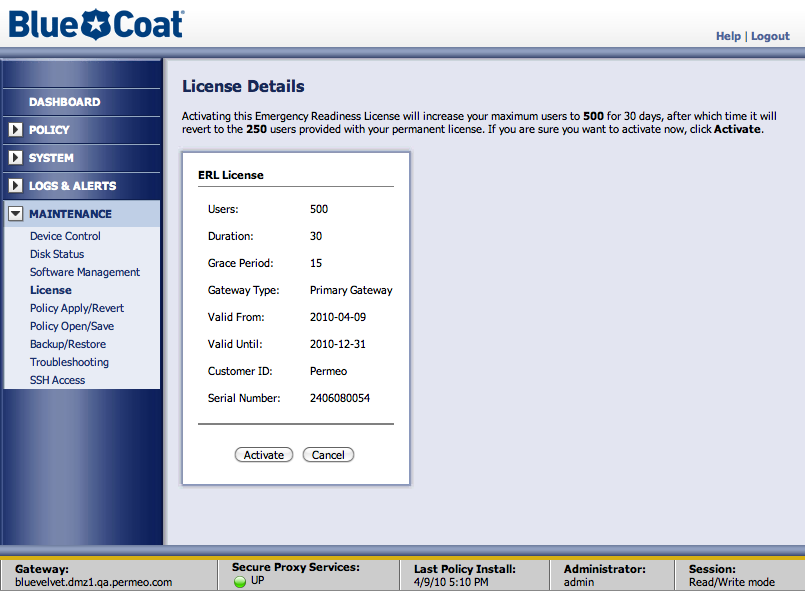 Blue Coat
Help | Logout
DASHBOARD
POLICY
SYSTEM
LOGS & ALERTS
MAINTENANCE
Device Control
Disk Status
Software Management
License
Policy Apply/Revert
Policy Open/Save
Backup/Restore
Troubleshooting
SSH Access
License Details
Activating this Emergency Readiness License will increase your maximum users to 500 for 30 days, after which time it will
revert to the 250 users provided with your permanent license. If you are sure you want to activate now, click Activate.
ERL License
Users: 500
Duration: 30
Grace Period: 15
Gateway Type: Primary Gateway
Valid From: 2010-04-09
Valid Until: 2010-12-31
Customer ID: Permeo
Serial Number: 2406080054
Activate Cancel
Gateway:
bluevelvet.dmz1.qa.permeo.com
Secure Proxy Services:
UP
Last Policy Install:
4/9/10 5:10 PM
Administrator:
admin
Session:
Read/Write mode